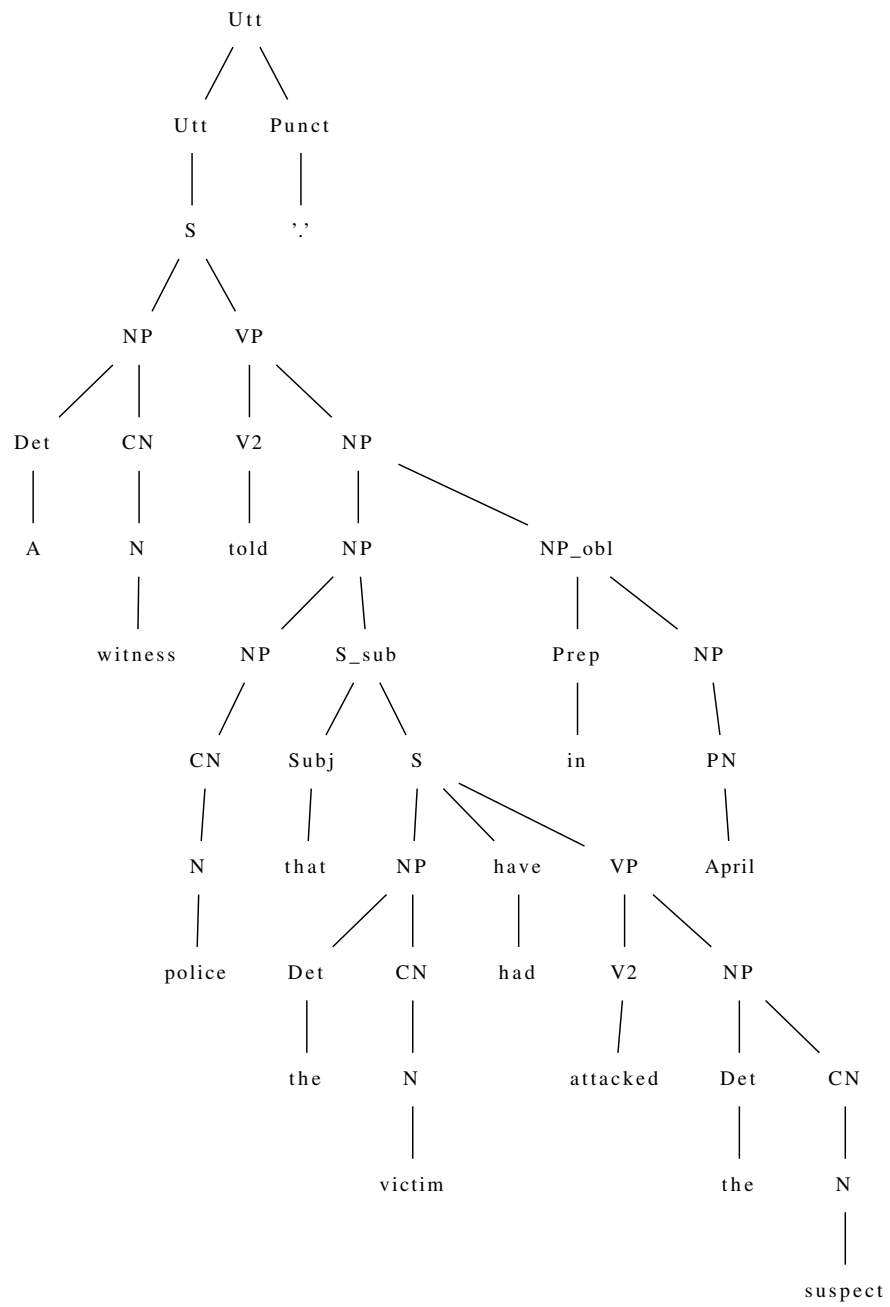 Utt
Utt Punct
S '.'
NP VP
Det CN V2 NP
A N told NP NP_obl
witness NP S_sub Prep NP
CN Subj S in PN
N that NP have VP April
police Det CN had V2 NP
the N attacked Det CN
victim the N
suspect